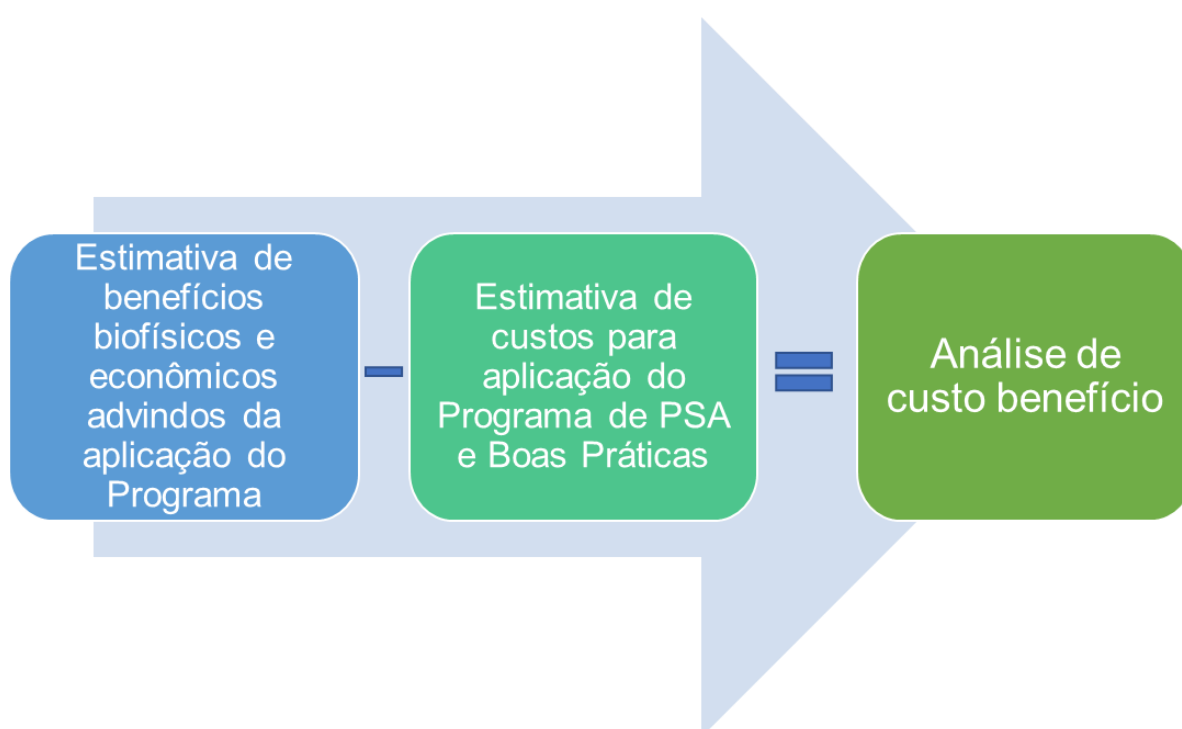 Estimativa de
benefícios
biofísicos e
econômicos
advindos da
aplicação do
Programa
Estimativa de
custos para
aplicação do
Programa de PSA
e Boas Práticas
Análise de
custo benefício